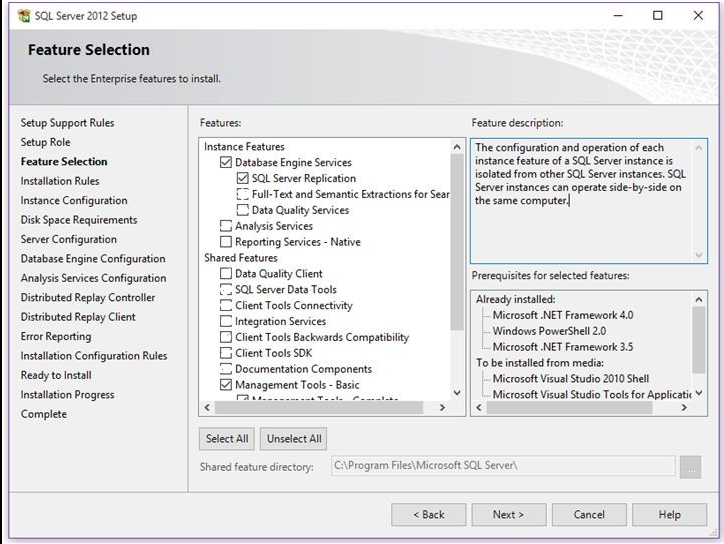 SQL Server 2012 Setup
Feature Selection
Select the Enterprise features to install.
Setup Support Rules
Setup Role
Feature Selection
Installation Rules
Instance Configuration
Disk Space Requirements
Server Configuration
Database Engine Configuration
Analysis Services Configuration
Distributed Replay Controller
Distributed Replay Client
Error Reporting
Installation Configuration Rules
Ready to Install
Installation Progress
Complete
Features:
Instance Features
Database Engine Services
SQL Server Replication
Full-Text and Semantic Extractions for Sear
Data Quality Services
Analysis Services
Reporting Services - Native
Shared Features
Data Quality Client
SQL Server Data Tools
Client Tools Connectivity
Integration Services
Client Tools Backwards Compatibility
Client Tools SDK
Documentation Components
Management Tools - Basic
Management Tools - Complete
Select All
Unselect All
Shared feature directory:
C:\Program Files\Microsoft SQL Server\
...
Feature description:
The configuration and operation of each
instance feature of a SQL Server instance is
isolated from other SQL Server instances. SQL
Server instances can operate side-by-side on
the same computer.
Prerequisites for selected features:
Already installed:
Microsoft .NET Framework 4.0
Windows PowerShell 2.0
Microsoft .NET Framework 3.5
To be installed from media:
Microsoft Visual Studio 2010 Shell
Microsoft Visual Studio Tools for Applicati
< Back
Next >
Cancel
Help